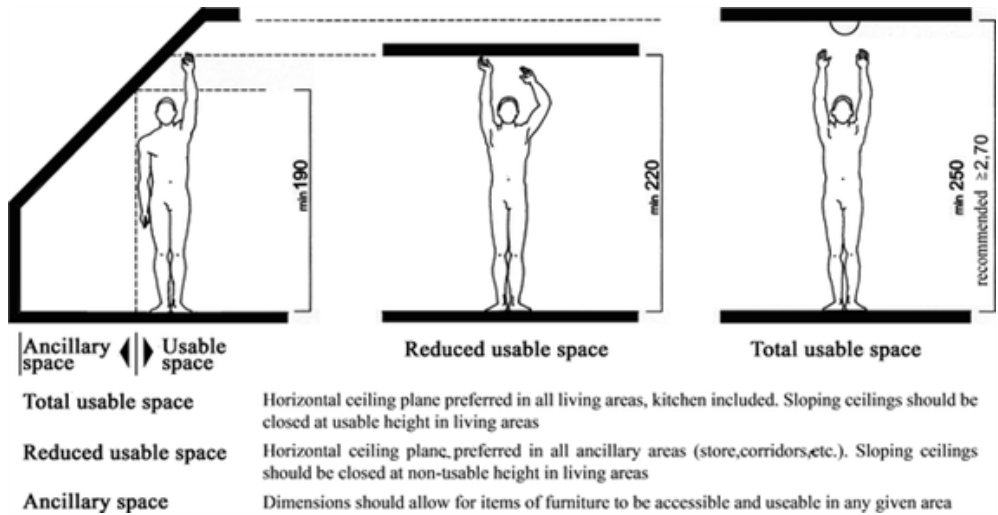 min 190
min 220
min 250
recommended ≥2,70
Ancillary space
Usable space
Reduced usable space
Total usable space
Total usable space
Horizontal ceiling plane preferred in all living areas, kitchen included. Sloping ceilings should be
closed at usable height in living areas
Reduced usable space
Horizontal ceiling plane preferred in all ancillary areas (store,corridors,etc.). Sloping ceilings
should be closed at non-usable height in living areas
Ancillary space
Dimensions should allow for items of furniture to be accessible and useable in any given area